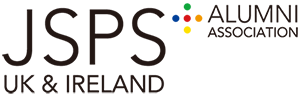 JSPS
UK & IRELAND
ALUMNI
ASSOCIATION